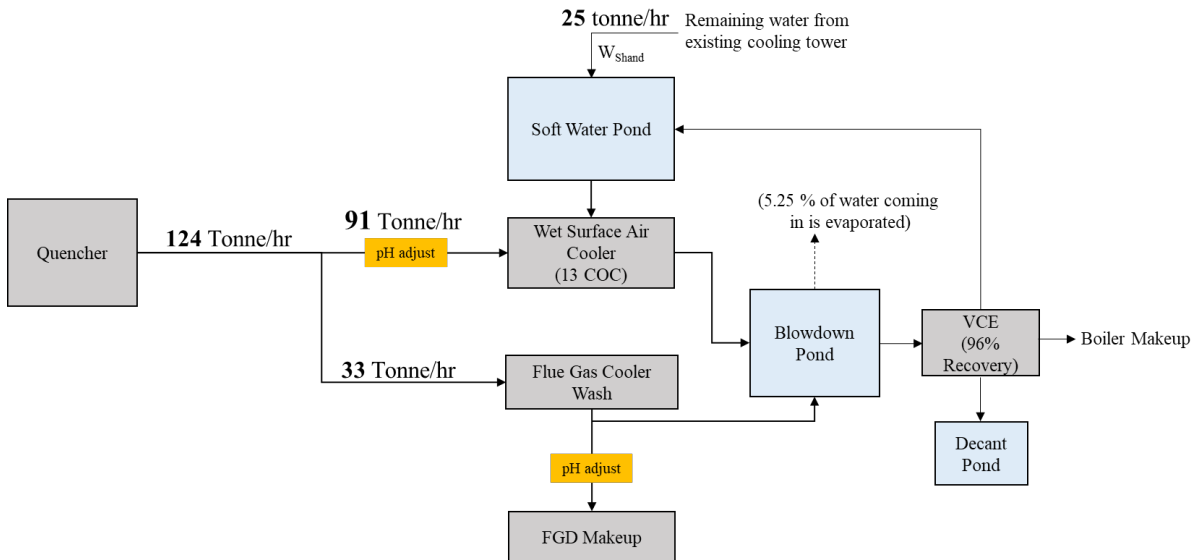 25 tonne/hr
Remaining water from
existing cooling tower
WShand
Soft Water Pond
(5.25 % of water coming
in is evaporated)
Quencher
124 Tonne/hr
91 Tonne/hr
pH adjust
Wet Surface Air
Cooler
(13 COC)
Blowdown
Pond
VCE
(96%
Recovery)
Boiler Makeup
33 Tonne/hr
Flue Gas Cooler
Wash
Decant
Pond
pH adjust
FGD Makeup